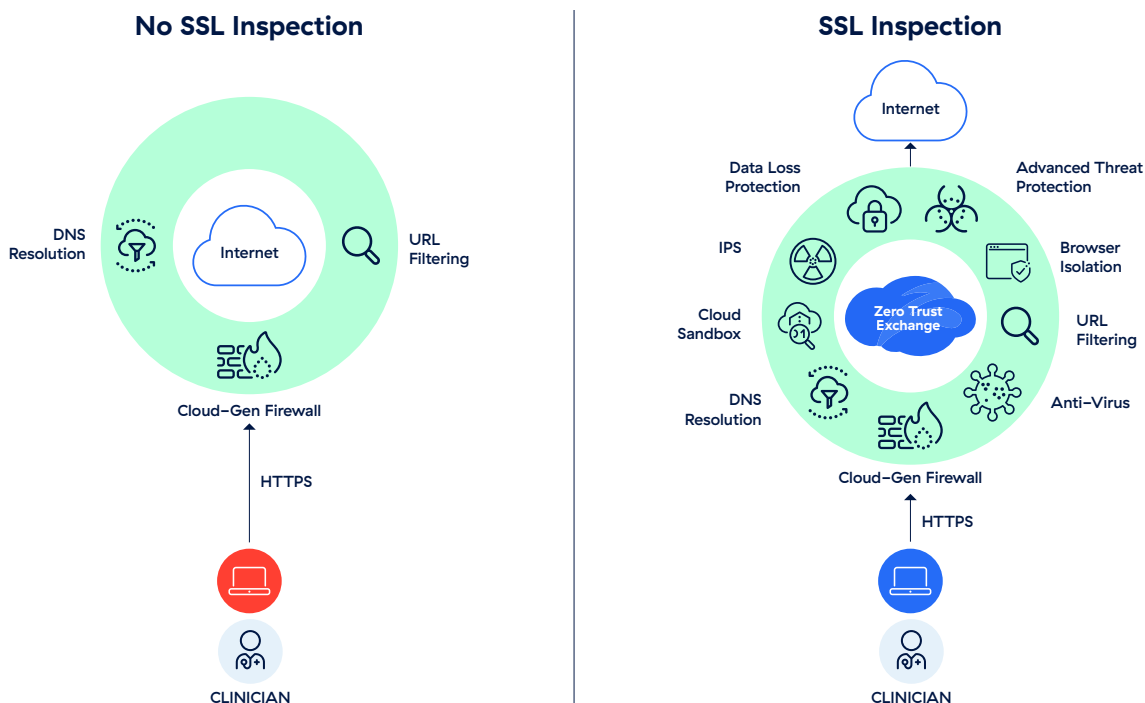 No SSL Inspection
DNS
Resolution
Internet
URL
Filtering
Cloud-Gen Firewall
HTTPS
CLINICIAN
SSL Inspection
Internet
Data Loss
Protection
Advanced Threat
Protection
IPS
Browser
Isolation
Cloud
Sandbox
Zero Trust
Exchange
URL
Filtering
DNS
Resolution
Anti-Virus
Cloud-Gen Firewall
HTTPS
CLINICIAN